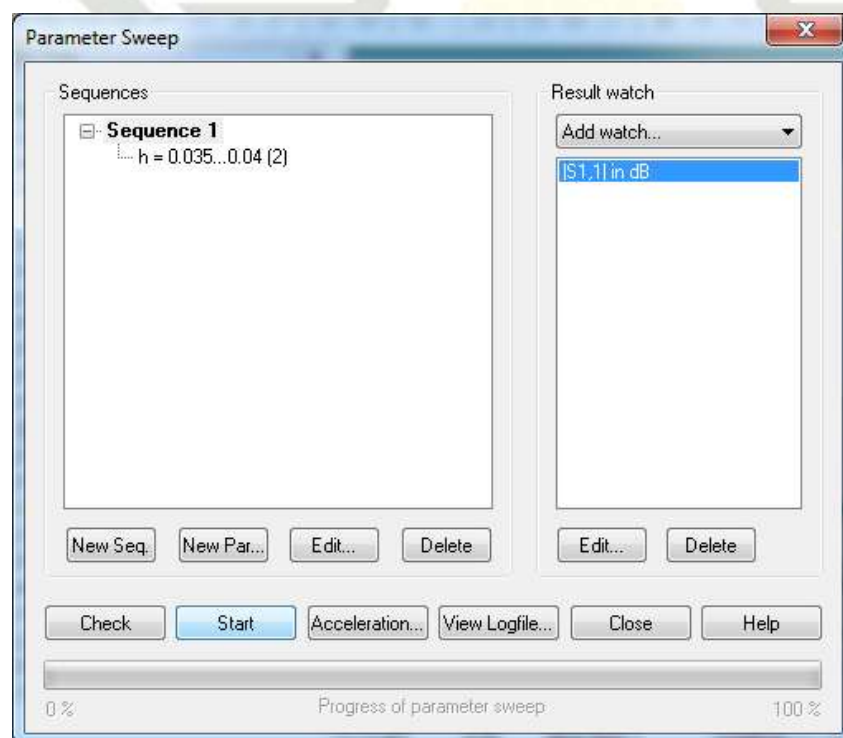 Parameter Sweep
Sequences
Sequence 1
h = 0.035...0.04 (2)
New Seq.
New Par...
Edit...
Delete
Result watch
Add watch...
|S1,1| in dB
Edit...
Delete
Check
Start
Acceleration...
View Logfile...
Close
Help
0 %
Progress of parameter sweep
100 %